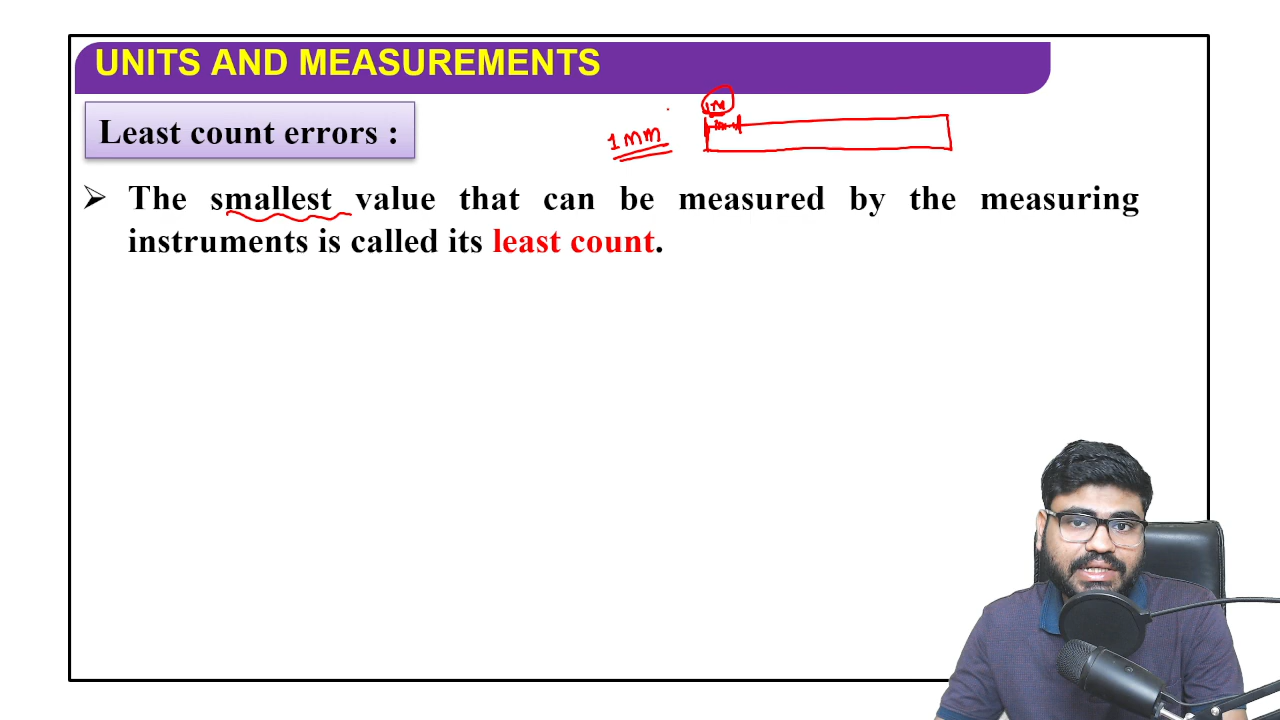 UNITS AND MEASUREMENTS
Least count errors :
1mm
➢ The smallest value that can be measured by the measuring
instruments is called its least count.